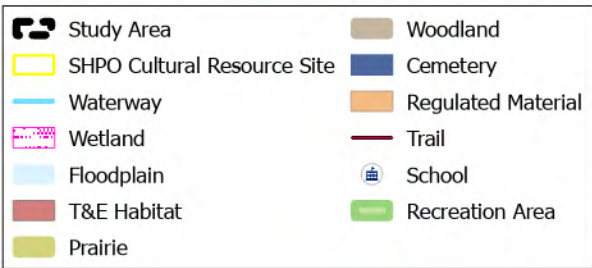 Study Area
SHPO Cultural Resource Site
Waterway
Wetland
Floodplain
T&E Habitat
Prairie
Woodland
Cemetery
Regulated Material
Trail
School
Recreation Area